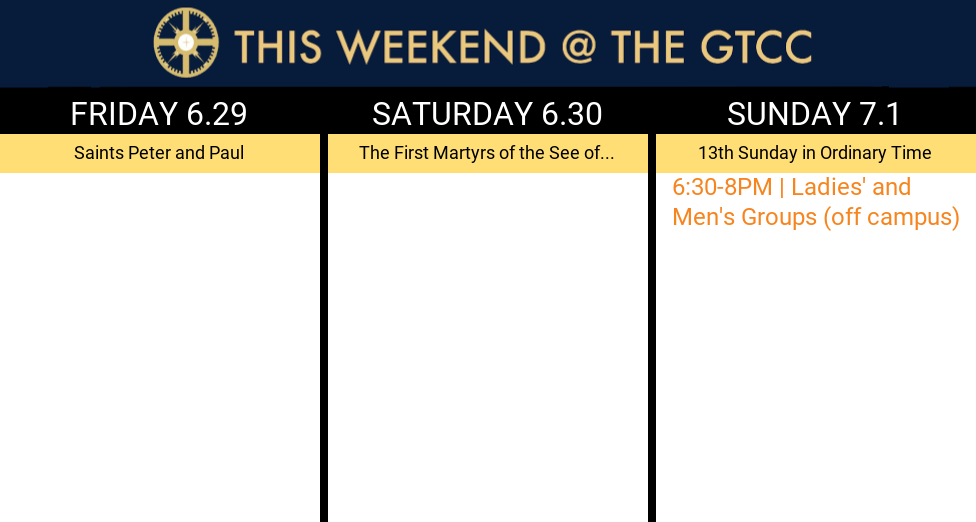 THIS WEEKEND @ THE GTCC
FRIDAY 6.29
SATURDAY 6.30
SUNDAY 7.1
Saints Peter and Paul
The First Martyrs of the See of...
13th Sunday in Ordinary Time
6:30-8PM | Ladies' and
Men's Groups (off campus)